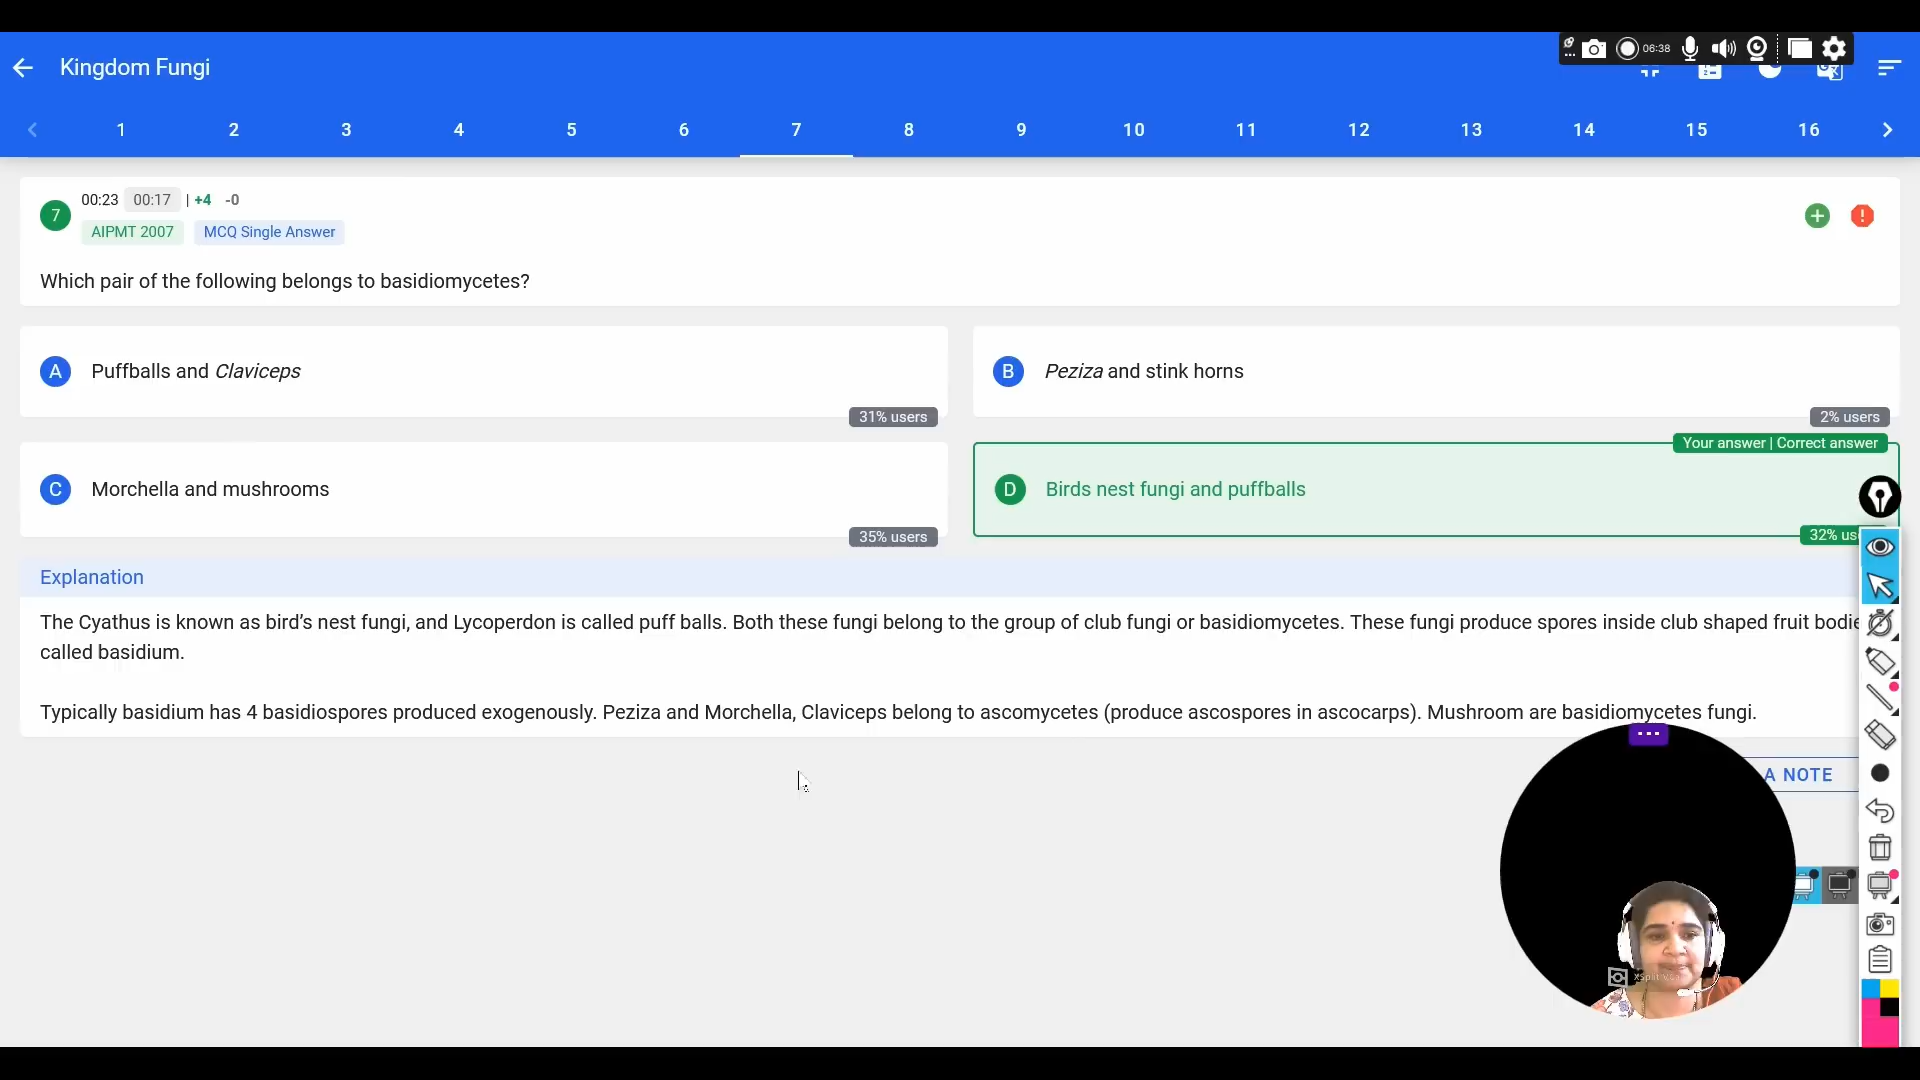 06:38
Kingdom Fungi
1 2 3 4 5 6 7 8 9 10 11 12 13 14 15 16
7 00:23 00:17 | +4 -0
AIPMT 2007 MCQ Single Answer
Which pair of the following belongs to basidiomycetes?
A Puffballs and Claviceps
31% users
B Peziza and stink horns
2% users
C Morchella and mushrooms
35% users
Your answer | Correct answer
D Birds nest fungi and puffballs
32% us
Explanation
The Cyathus is known as bird’s nest fungi, and Lycoperdon is called puff balls. Both these fungi belong to the group of club fungi or basidiomycetes. These fungi produce spores inside club shaped fruit bodie
called basidium.
Typically basidium has 4 basidiospores produced exogenously. Peziza and Morchella, Claviceps belong to ascomycetes (produce ascospores in ascocarps). Mushroom are basidiomycetes fungi.
A NOTE